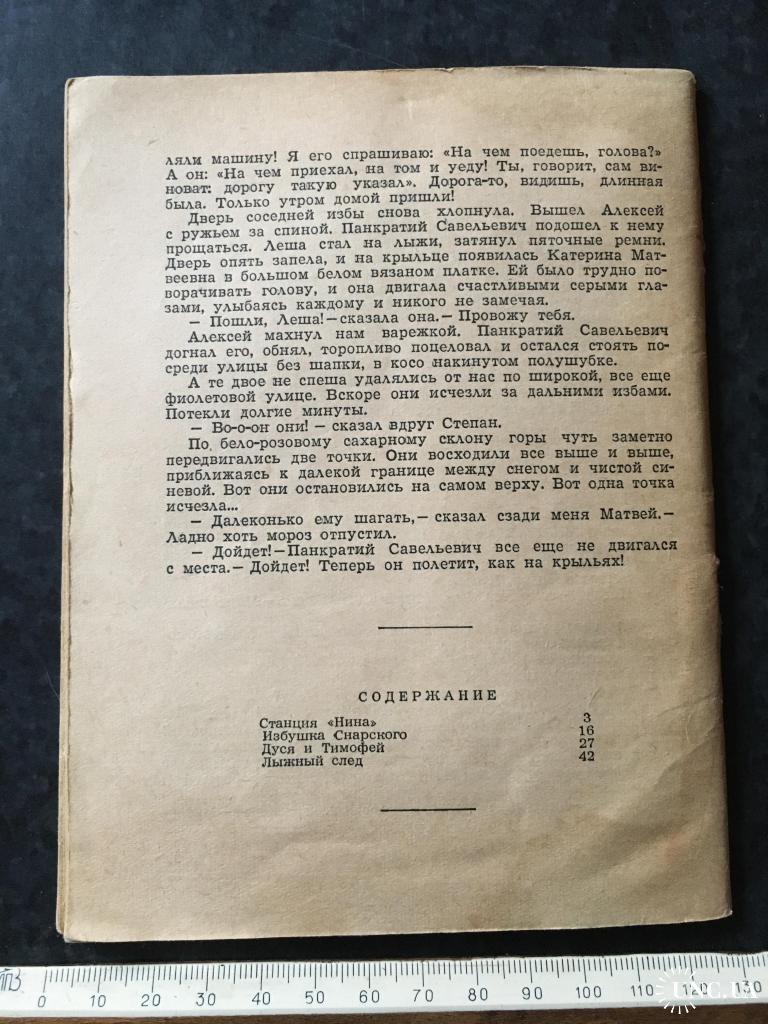 ляли машину! Я его спрашиваю: «На чем поедешь, голова?»
А он: «На чем приехал, на том и уеду! Ты, говорит, сам ви-
новат: дорогу такую указал». Дорога-то, видишь, длинная
была. Только утром домой пришли!
Дверь соседней избы снова хлопнула. Вышел Алексей
с ружьем за спиной. Панкратий Савельевич подошел к нему
прощаться. Леша стал на лыжи, затянул пяточные ремни.
Дверь опять запела, и на крыльце появилась Катерина Мат-
веевна в большом белом вязаном платке. Ей было трудно по-
ворачивать голову, и она двигала счастливыми серыми гла-
зами, улыбаясь каждому и никого не замечая.
— Пошли, Леша!—сказала она.— Провожу тебя.
Алексей махнул нам варежкой. Панкратий Савельевич
догнал его, обнял, торопливо поцеловал и остался стоять по-
среди улицы без шапки, в косо накинутом полушубке.
А те двое не спеша удалялись от нас по широкой, все еще
фиолетовой улице. Вскоре они исчезли за дальними избами.
Потекли долгие минуты.
— Во-о-он они! — сказал вдруг Степан.
По бело-розовому сахарному склону горы чуть заметно
передвигались две точки. Они восходили все выше и выше,
приближаясь к далекой границе между снегом и чистой си-
невой. Вот они остановились на самом верху. Вот одна точка
исчезла...
— Далеконько ему шагать,— сказал сзади меня Матвей.—
Ладно хоть мороз отпустил.
— Дойдет!—Панкратий Савельевич все еще не двигался
с места.— Дойдет! Теперь он полетит, как на крыльях!
СОДЕРЖАНИЕ
Станция «Нина» 3
Избушка Снарского 16
Дуся и Тимофей 27
Лыжный след 42
0 10 20 30 40 50 60 70 80 90 100 110 120 130
UNC.UA